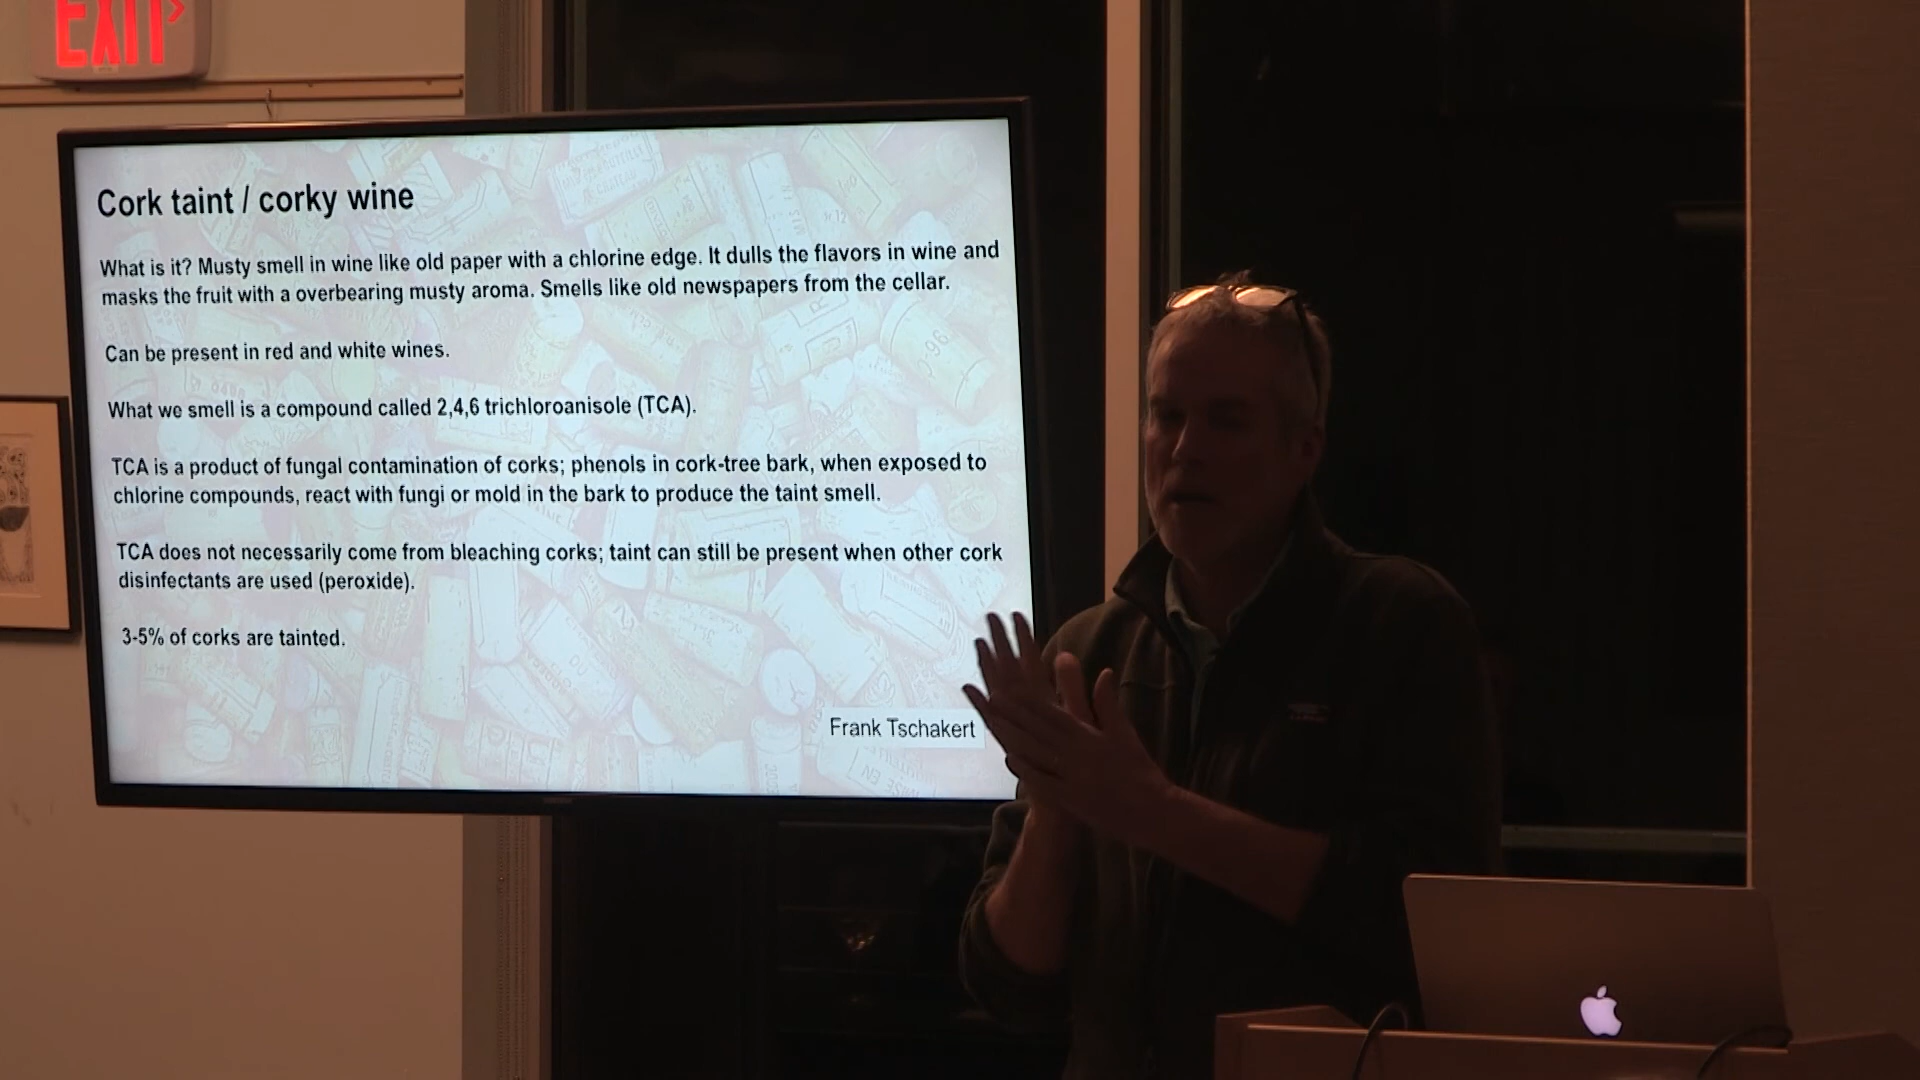 EXIT
Cork taint / corky wine
What is it? Musty smell in wine like old paper with a chlorine edge. It dulls the flavors in wine and
masks the fruit with a overbearing musty aroma. Smells like old newspapers from the cellar.
Can be present in red and white wines.
What we smell is a compound called 2,4,6 trichloroanisole (TCA).
TCA is a product of fungal contamination of corks; phenols in cork-tree bark, when exposed to
chlorine compounds, react with fungi or mold in the bark to produce the taint smell.
TCA does not necessarily come from bleaching corks; taint can still be present when other cork
disinfectants are used (peroxide).
3-5% of corks are tainted.
Frank Tschakert